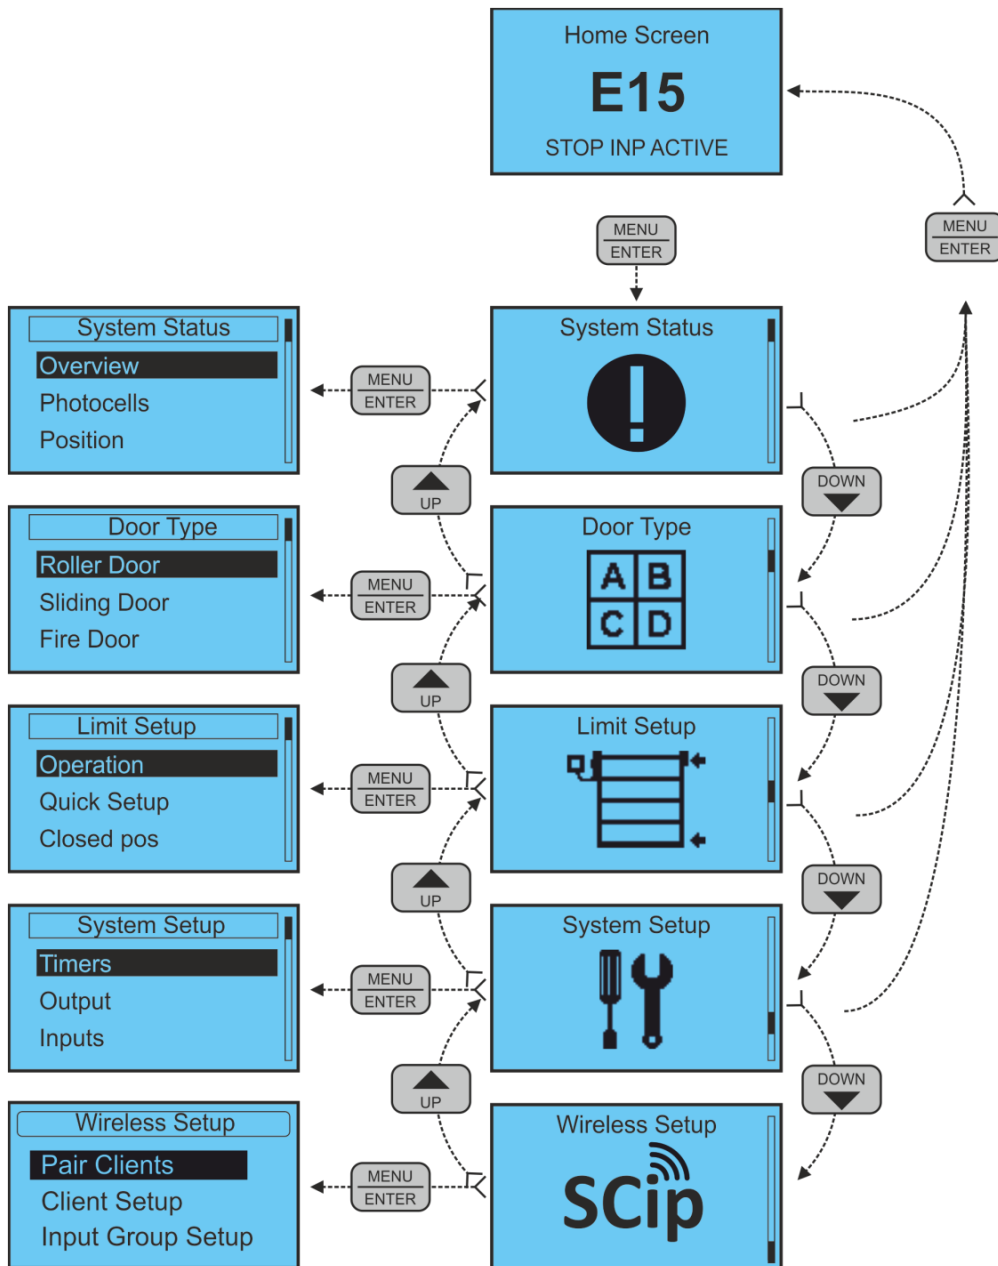 Home Screen
E15
STOP INP ACTIVE
MENU
ENTER
MENU
ENTER
System Status
Overview
Photocells
Position
MENU
ENTER
System Status
UP
DOWN
Door Type
Roller Door
Sliding Door
Fire Door
MENU
ENTER
Door Type
A B
C D
UP
DOWN
Limit Setup
Operation
Quick Setup
Closed pos
MENU
ENTER
Limit Setup
UP
DOWN
System Setup
Timers
Output
Inputs
MENU
ENTER
System Setup
UP
DOWN
Wireless Setup
Pair Clients
Client Setup
Input Group Setup
MENU
ENTER
Wireless Setup
SCip